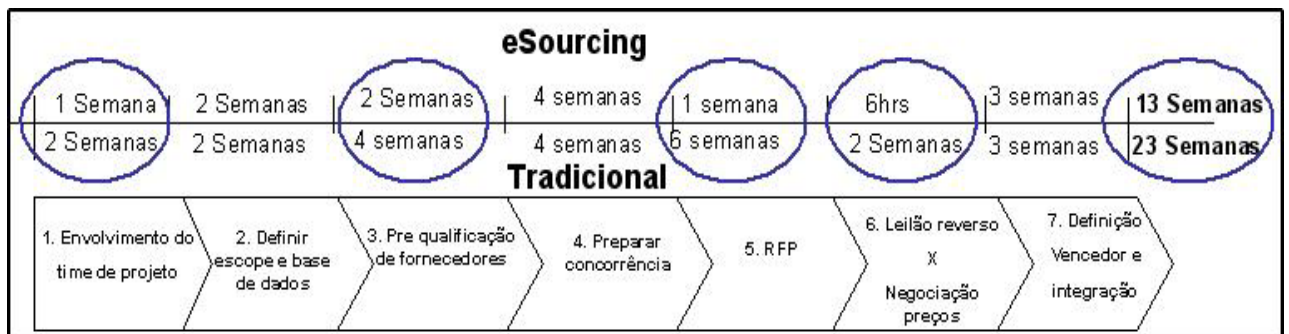 eSourcing
1 Semana 2 Semanas 2 Semanas 4 semanas 1 semana 6hrs 3 semanas 13 Semanas
2 Semanas 2 Semanas 4 semanas 4 semanas 6 semanas 2 Semanas 3 semanas 23 Semanas
Tradicional
1. Envolvimento do
time de projeto
2. Definir
escope e base
de dados
3. Pre qualificação
de fornecedores
4. Preparar
concorrência
5. RFP
6. Leilão reverso
X
Negociação
preços
7. Definição
Vencedor e
integração